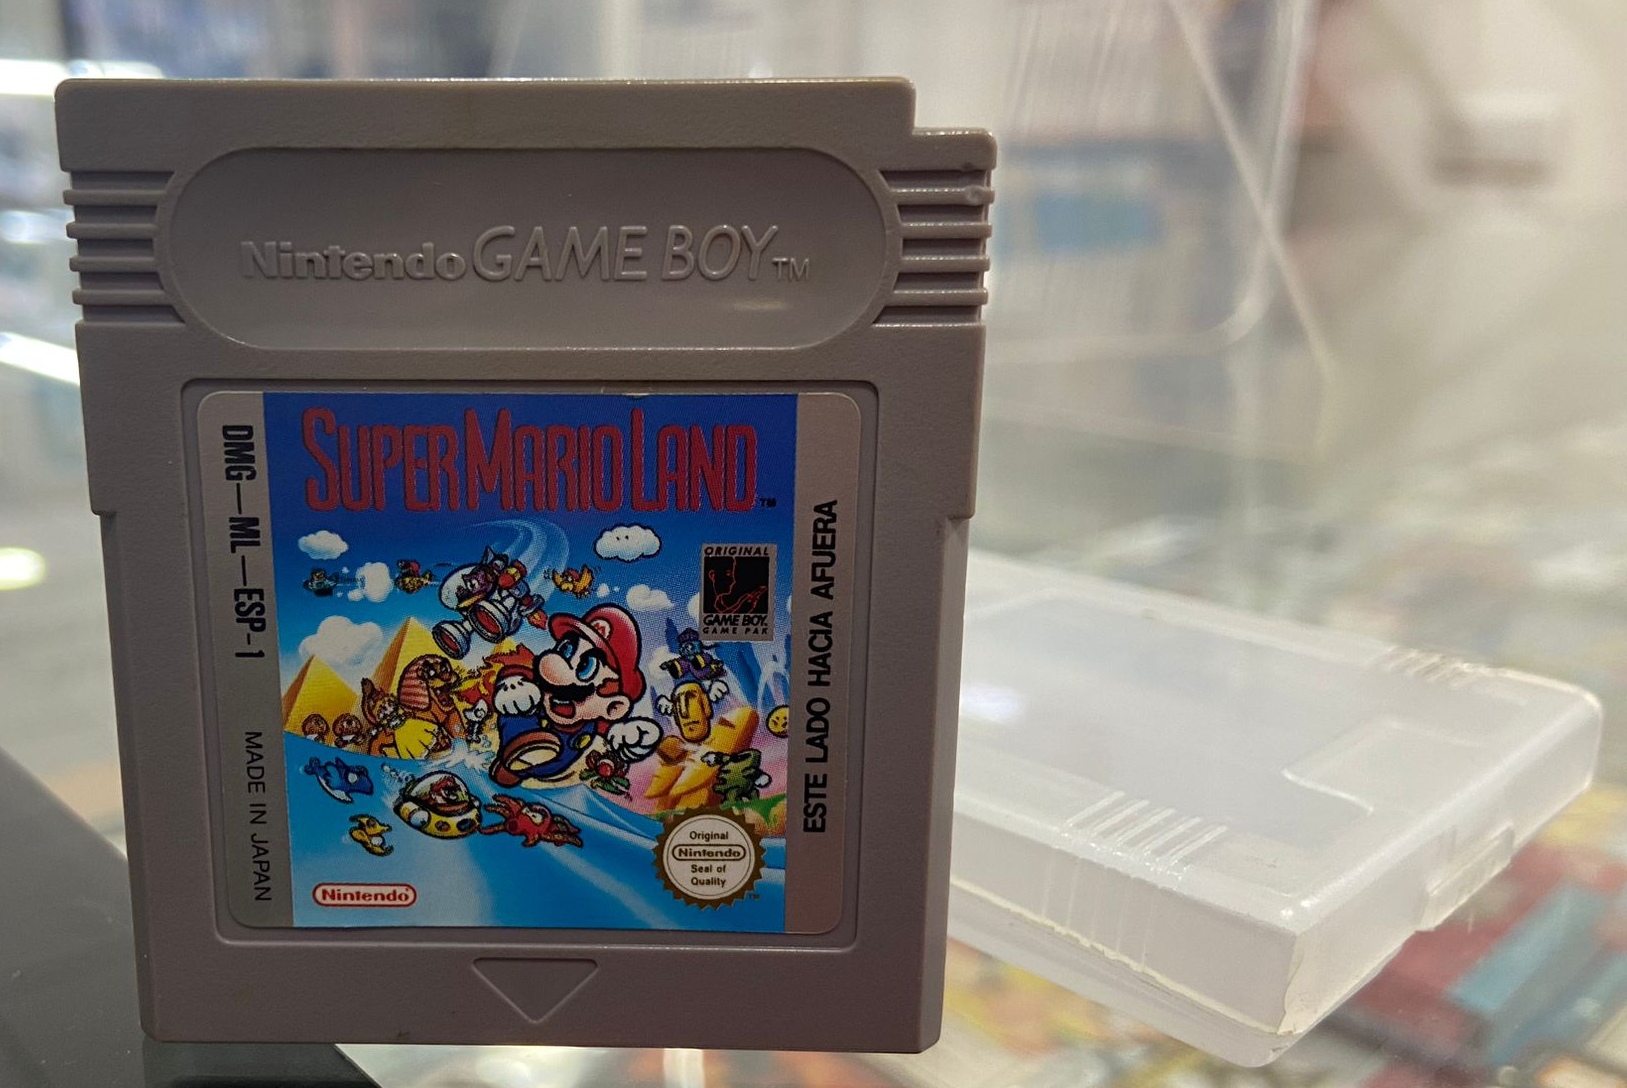 Nintendo GAME BOY TM
SUPER MARIO LAND TM
DMG-ML-ESP-1
MADE IN JAPAN
ORIGINAL
GAME BOY
GAME PAK
ESTE LADO HACIA AFUERA
Original
Nintendo
Seal of
Quality
TM
Nintendo